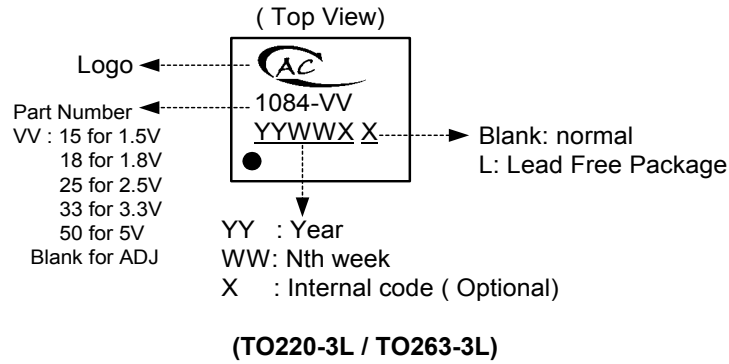 ( Top View)
Logo
AC
Part Number
1084-VV
VV : 15 for 1.5V
18 for 1.8V
25 for 2.5V
33 for 3.3V
50 for 5V
Blank for ADJ
YYWWX X
Blank: normal
L: Lead Free Package
YY : Year
WW: Nth week
X : Internal code ( Optional)
(TO220-3L / TO263-3L)